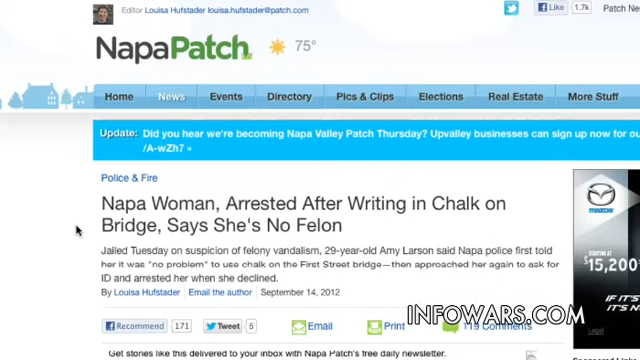 Editor Louisa Hufstader louisa.hufstader@patch.com
Like 1.7k Patch New
NapaPatch 75°
Home News Events Directory Pics & Clips Elections Real Estate More Stuff
Update: Did you hear we're becoming Napa Valley Patch Thursday? Upvalley businesses can sign up now for
/A-wZh7 »
Police & Fire
Napa Woman, Arrested After Writing in Chalk on
Bridge, Says She's No Felon
Jailed Tuesday on suspicion of felony vandalism, 29-year-old Amy Larson said Napa police first told
her it was "no problem" to use chalk on the First Street bridge—then approached her again to ask for
ID and arrested her when she declined.
By Louisa Hufstader Email the author September 14, 2012
mazda
STARTING AT
$15,200
IF IT'S
IT'S N
Legal
INFOWARS.COM
Recommend 171 Tweet 5 Email Print 119 Comments
Get stories like this delivered to your inbox with Napa Patch's free daily newsletter.